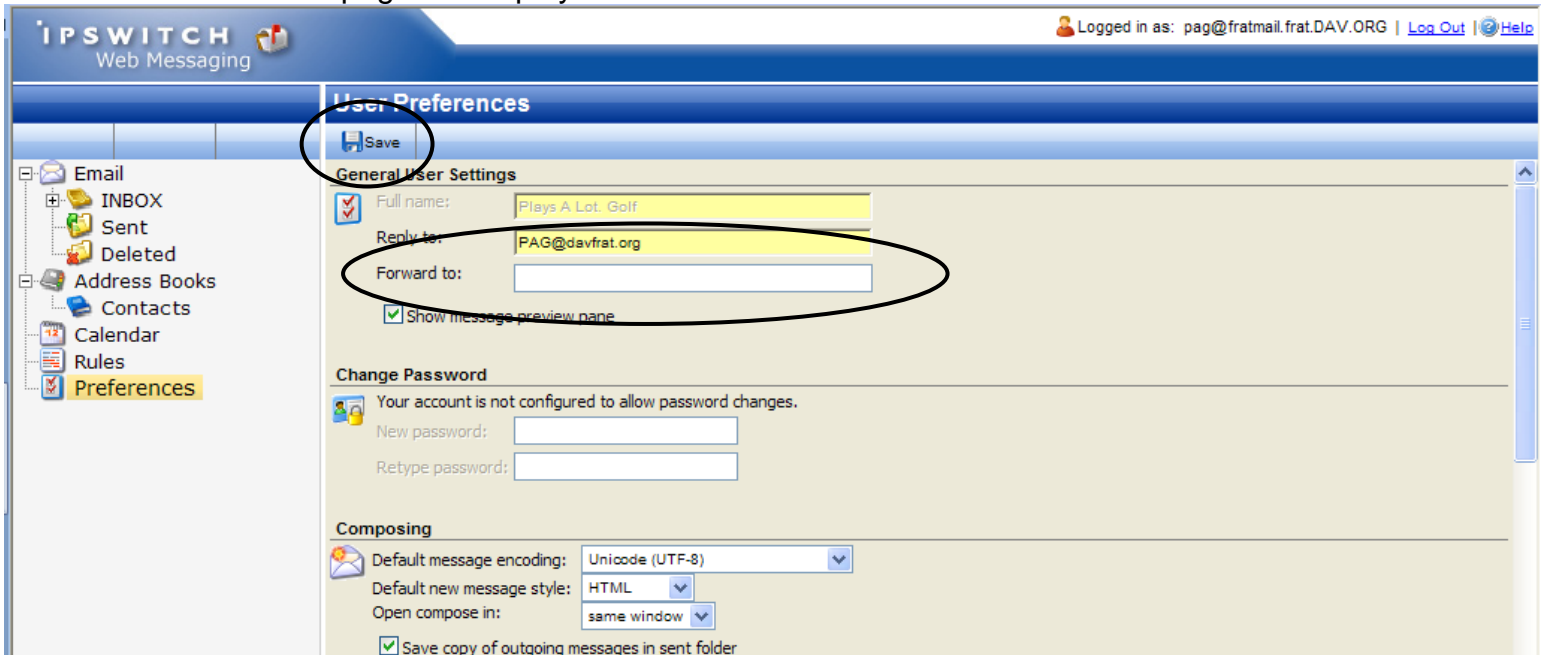 IPSWITCH
Web Messaging
Logged in as: pag@fratmail.frat.DAV.ORG | Log Out | Help
User Preferences
Save
Email
INBOX
Sent
Deleted
Address Books
Contacts
Calendar
Rules
Preferences
General User Settings
Full name: Plays A Lot. Golf
Reply to: PAG@davfrat.org
Forward to:
Show message preview pane
Change Password
Your account is not configured to allow password changes.
New password:
Retype password:
Composing
Default message encoding: Unicode (UTF-8)
Default new message style: HTML
Open compose in: same window
Save copy of outgoing messages in sent folder